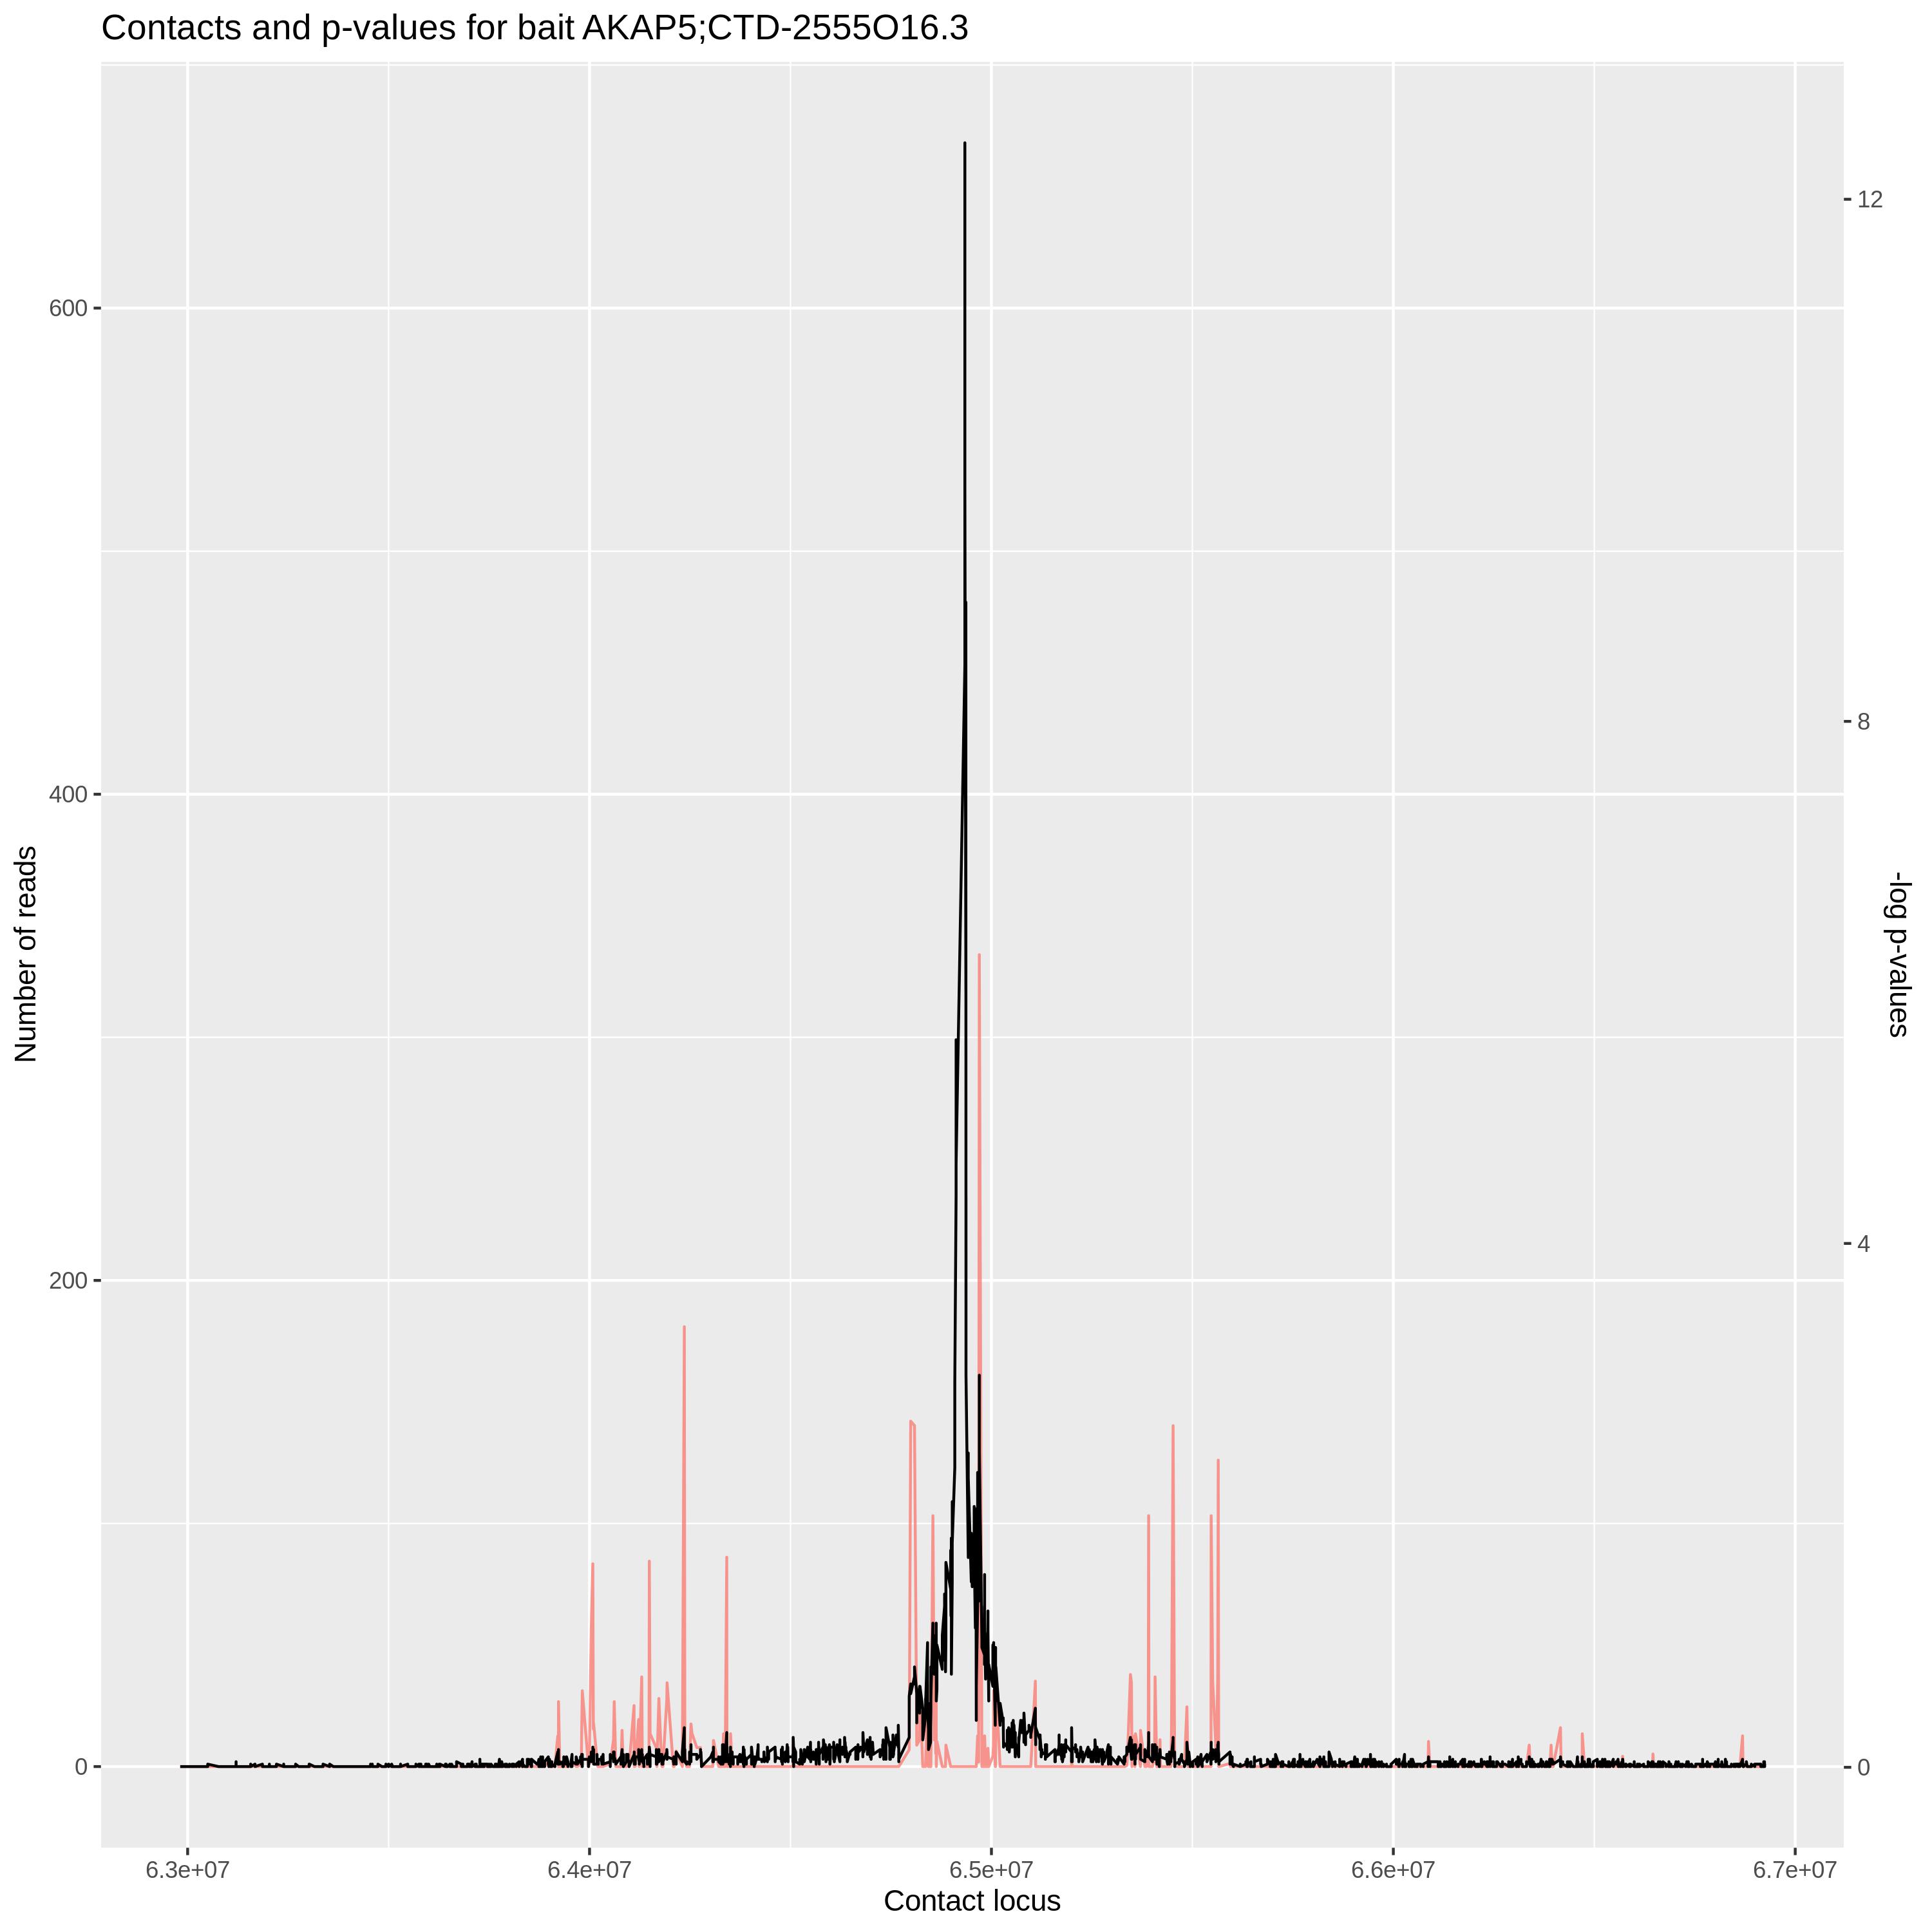 Contacts and p-values for bait AKAP5;CTD-2555O16.3
12
600
8
400
Number of reads
-log p-values
4
200
0
0
6.3e+07
6.4e+07
6.5e+07
6.6e+07
6.7e+07
Contact locus